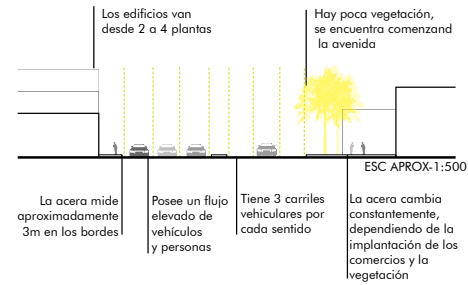 Los edificios van
desde 2 a 4 plantas
Hay poca vegetación,
se encuentra comenzand
la avenida
ESC APROX-1:500
La acera mide
aproximadamente
3m en los bordes
Posee un flujo
elevado de
vehículos
y personas
Tiene 3 carriles
vehiculares por
cada sentido
La acera cambia
constantemente,
dependiendo de la
implantación de los
comercios y la
vegetación